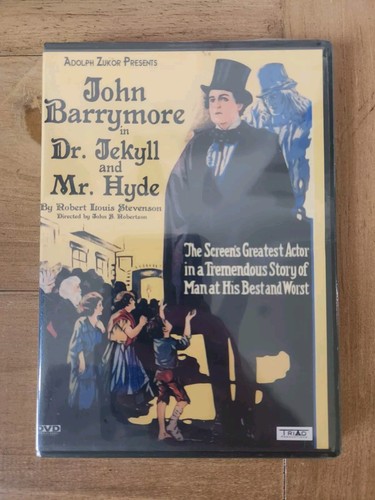 Adolph Zukor Presents
John
Barrymore
in
Dr. Jekyll
and
Mr. Hyde
By Robert Louis Stevenson
Directed by John S. Robertson
The Screen's Greatest Actor
in a Tremendous Story of
Man at His Best and Worst
DVD
TRIAD